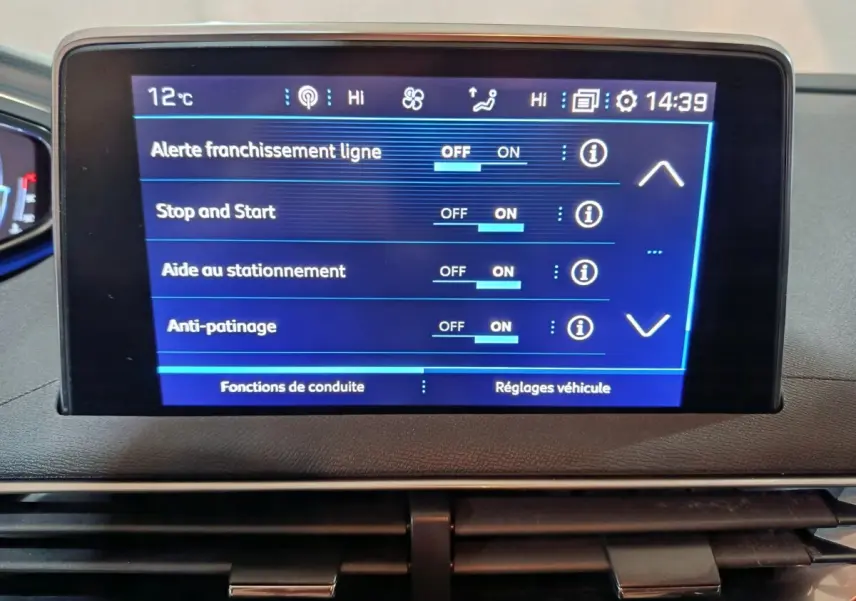 12°C HI HI 14:39
Alerte franchissement ligne OFF ON
Stop and Start OFF ON
Aide au stationnement OFF ON
Anti-patinage OFF ON
Fonctions de conduite Réglages véhicule